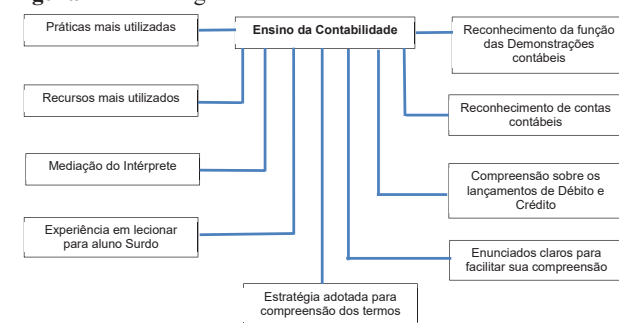 Práticas mais utilizadas
Ensino da Contabilidade
Reconhecimento da função
das Demonstrações
contábeis
Recursos mais utilizados
Reconhecimento de contas
contábeis
Mediação do Intérprete
Compreensão sobre os
lançamentos de Débito e
Crédito
Experiência em lecionar
para aluno Surdo
Enunciados claros para
facilitar sua compreensão
Estratégia adotada para
compreensão dos termos